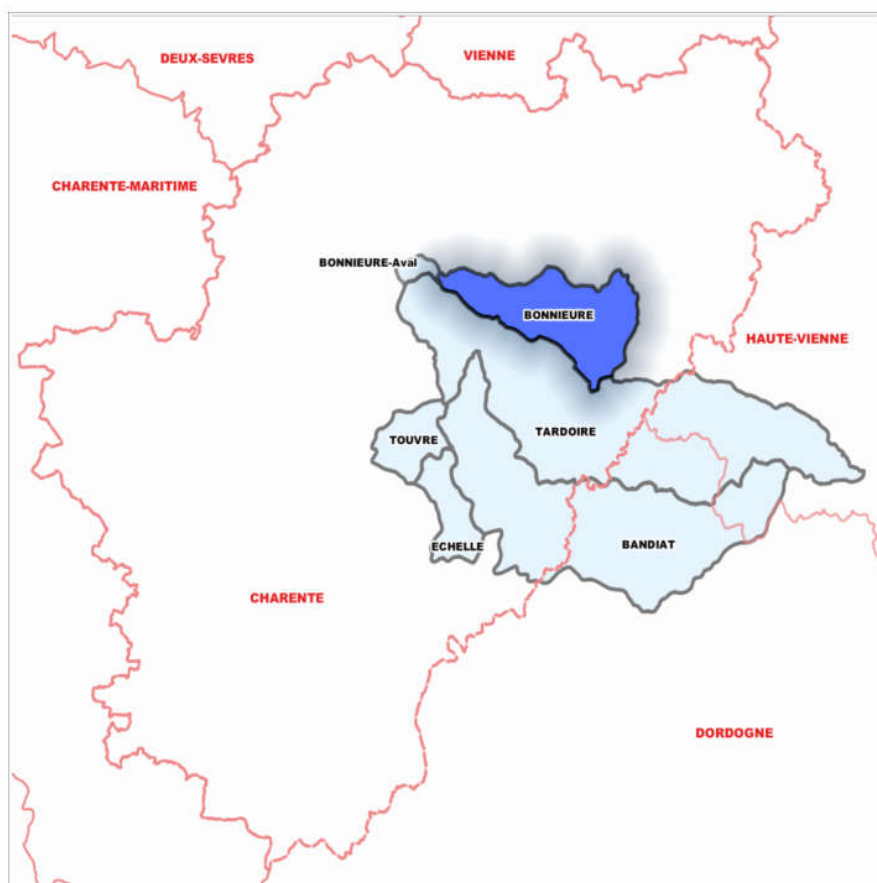 DEUX-SEVRES
VIENNE
CHARENTE-MARITIME
BONNIEURE-Aval
BONNIEURE
HAUTE-VIENNE
TARDOIRE
TOUVRE
BANDIAT
ECHELLE
CHARENTE
DORDOGNE